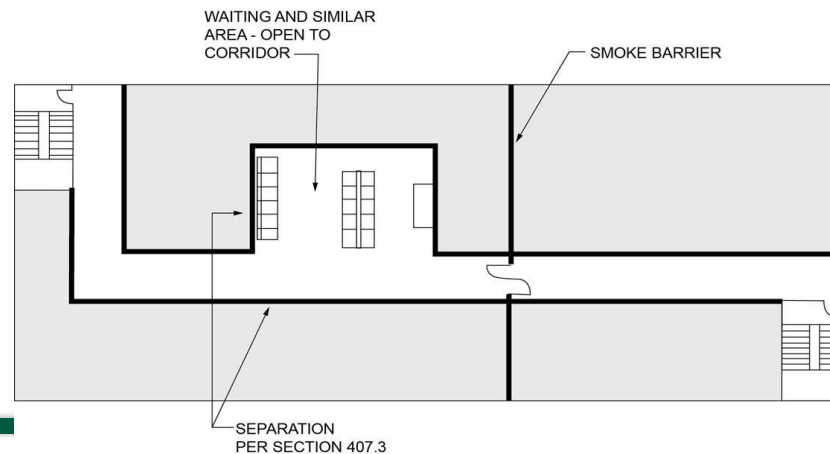 WAITING AND SIMILAR
AREA - OPEN TO
CORRIDOR
SMOKE BARRIER
SEPARATION
PER SECTION 407.3